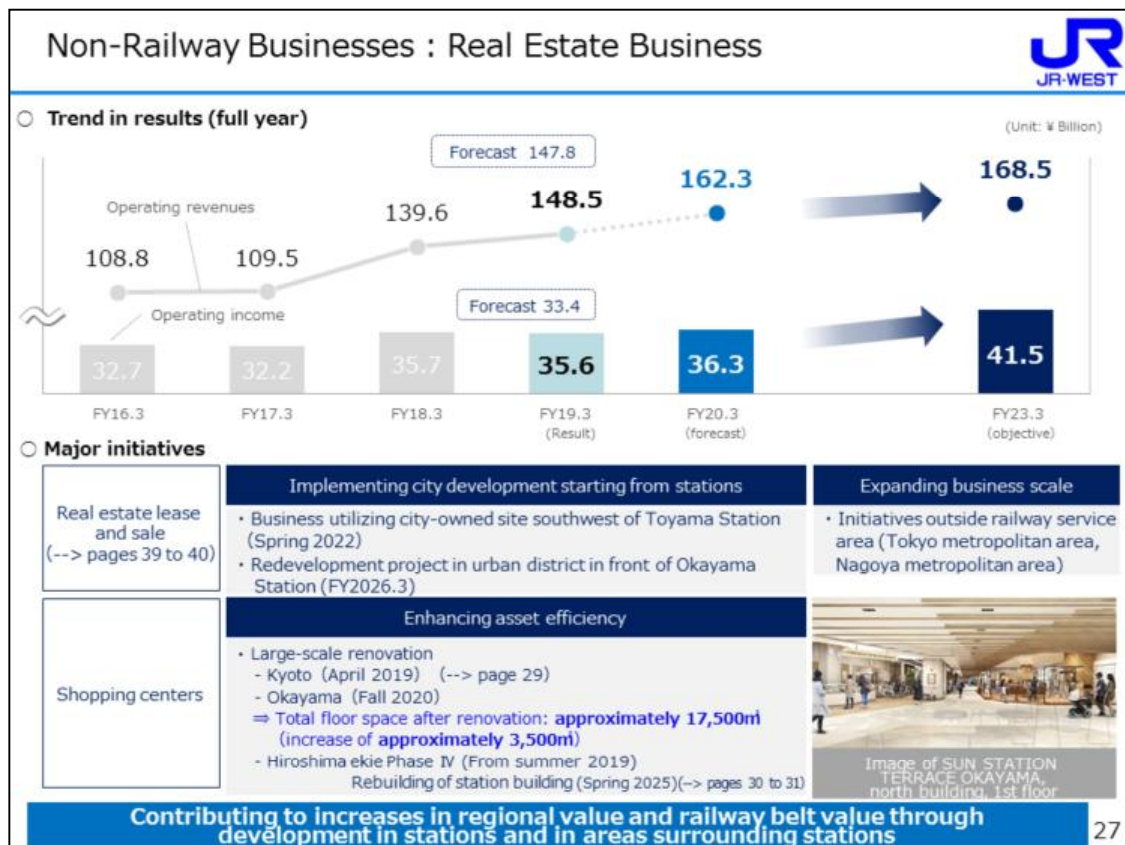 Non-Railway Businesses : Real Estate Business
JR
JR-WEST
○ Trend in results (full year)
(Unit: ¥ Billion)
Forecast 147.8
168.5
162.3
148.5
139.6
Operating revenues
108.8
109.5
Forecast 33.4
Operating income
32.7
32.2
35.7
35.6
36.3
41.5
FY16.3
FY17.3
FY18.3
FY19.3
(Result)
FY20.3
(forecast)
FY23.3
(objective)
○ Major initiatives
Real estate lease
and sale
(--> pages 39 to 40)
Implementing city development starting from stations
・Business utilizing city-owned site southwest of Toyama Station
(Spring 2022)
・Redevelopment project in urban district in front of Okayama
Station (FY2026.3)
Expanding business scale
・Initiatives outside railway service
area (Tokyo metropolitan area,
Nagoya metropolitan area)
Shopping centers
Enhancing asset efficiency
・Large-scale renovation
- Kyoto (April 2019) (--> page 29)
- Okayama (Fall 2020)
⇒ Total floor space after renovation: approximately 17,500㎡
(increase of approximately 3,500㎡)
- Hiroshima ekie Phase Ⅳ (From summer 2019)
Rebuilding of station building (Spring 2025)(--> pages 30 to 31)
Image of SUN STATION
TERRACE OKAYAMA,
north building, 1st floor
Contributing to increases in regional value and railway belt value through
development in stations and in areas surrounding stations
27